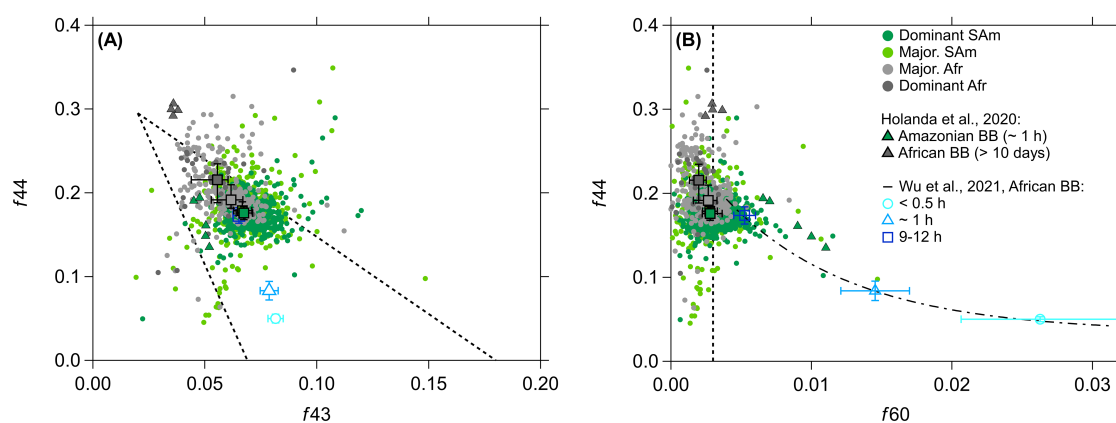 (A)
f44
0.4
0.3
0.2
0.1
0.0
0.00
0.05
0.10
0.15
0.20
f43
(B)
f44
0.4
0.3
0.2
0.1
0.0
0.00
0.01
0.02
0.03
f60
Dominant SAm
Major. SAm
Major. Afr
Dominant Afr
Holanda et al., 2020:
Amazonian BB (~ 1 h)
African BB (> 10 days)
Wu et al., 2021, African BB:
< 0.5 h
~ 1 h
9-12 h